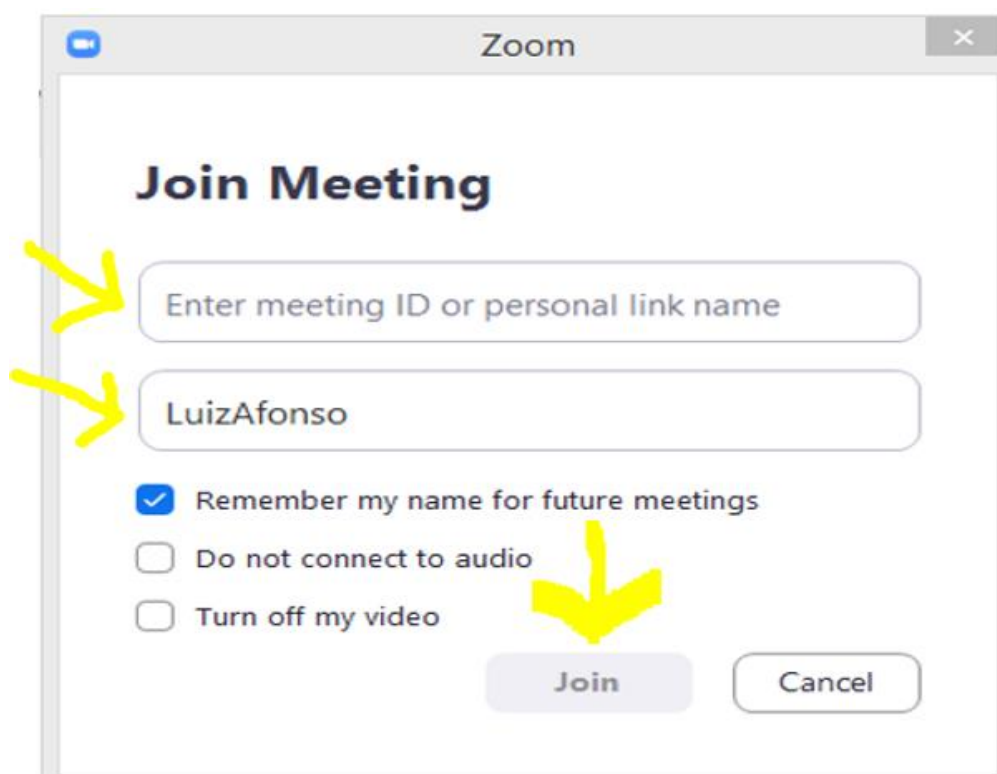 Zoom
Join Meeting
Enter meeting ID or personal link name
LuizAfonso
Remember my name for future meetings
Do not connect to audio
Turn off my video
Join Cancel